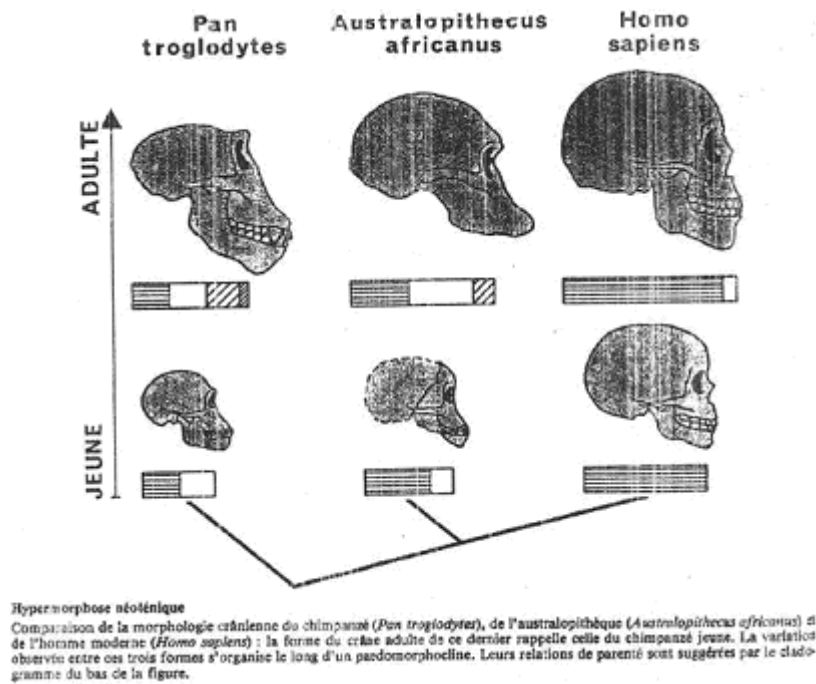 Pan troglodytes
Australopithecus africanus
Homo sapiens
ADULTE
JEUNE
Hypermorphose néoténique
Comparaison de la morphologie crânienne du chimpanzé (Pan troglodytes), de l'australopithèque (Australopithecus africanus) et
de l'homme moderne (Homo sapiens) : la forme du crâne adulte de ce dernier rappelle celle du chimpanzé jeune. La variation
observée entre ces trois formes s'organise le long d'un paedomorphocline. Leurs relations de parenté sont suggérées par le clado-
gramme du bas de la figure.